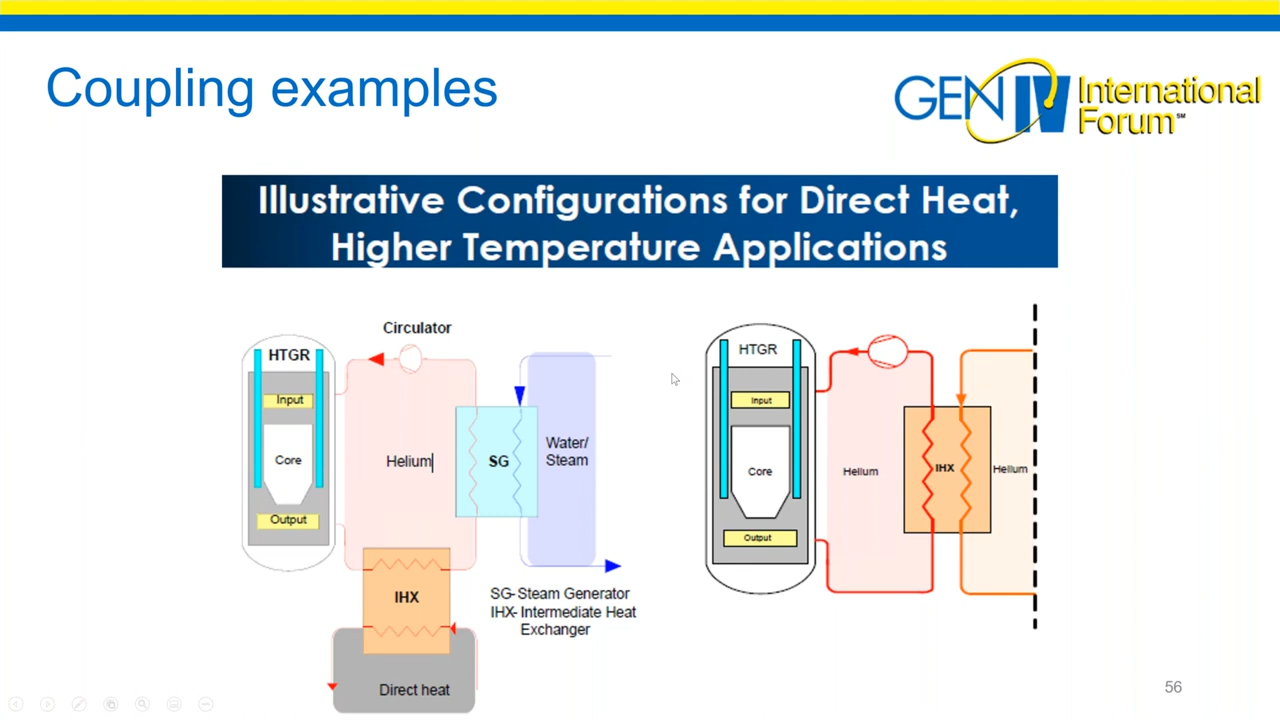 Coupling examples
GEN IV International
Forum SM
Illustrative Configurations for Direct Heat,
Higher Temperature Applications
Circulator
HTGR
Input
Core
Output
Helium
SG
Water/
Steam
IHX
SG- Steam Generator
IHX- Intermediate Heat
Exchanger
Direct heat
HTGR
Input
Core
Output
Helium
IHX
Helium
56